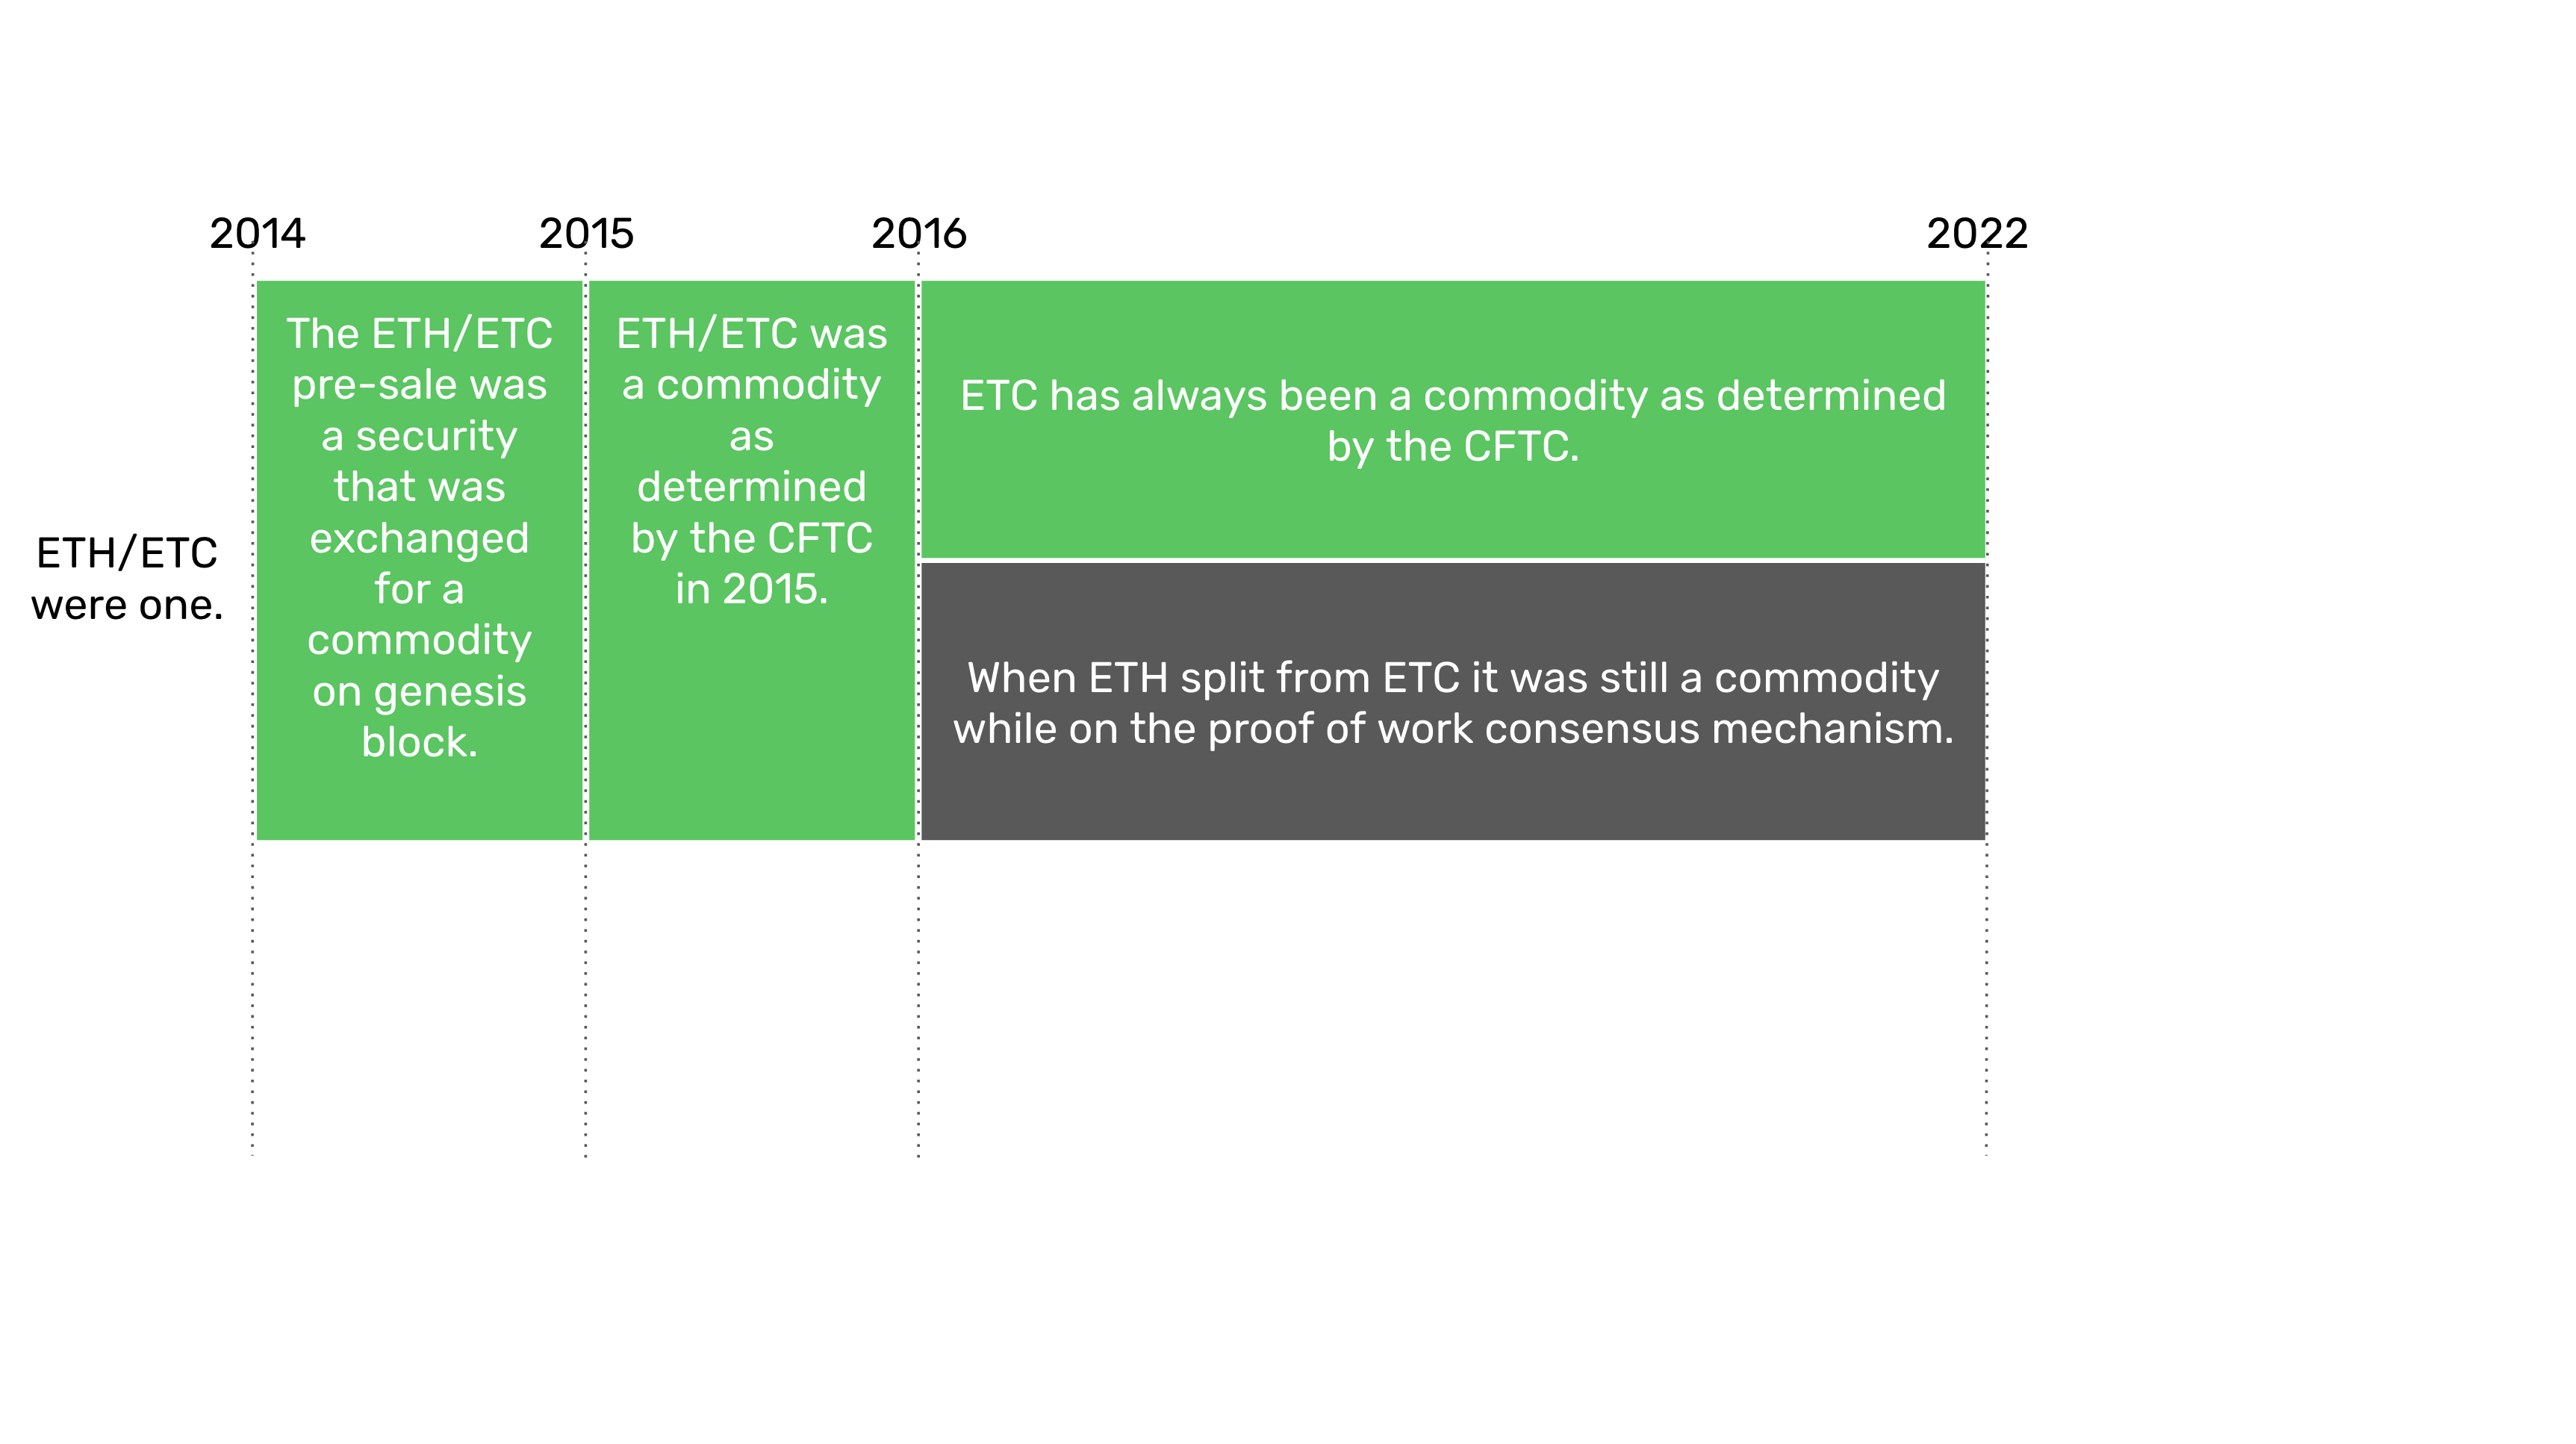 2014
2015
2016
2022
ETH/ETC
were one.
The ETH/ETC
pre-sale was
a security
that was
exchanged
for a
commodity
on genesis
block.
ETH/ETC was
a commodity
as
determined
by the CFTC
in 2015.
ETC has always been a commodity as determined
by the CFTC.
When ETH split from ETC it was still a commodity
while on the proof of work consensus mechanism.